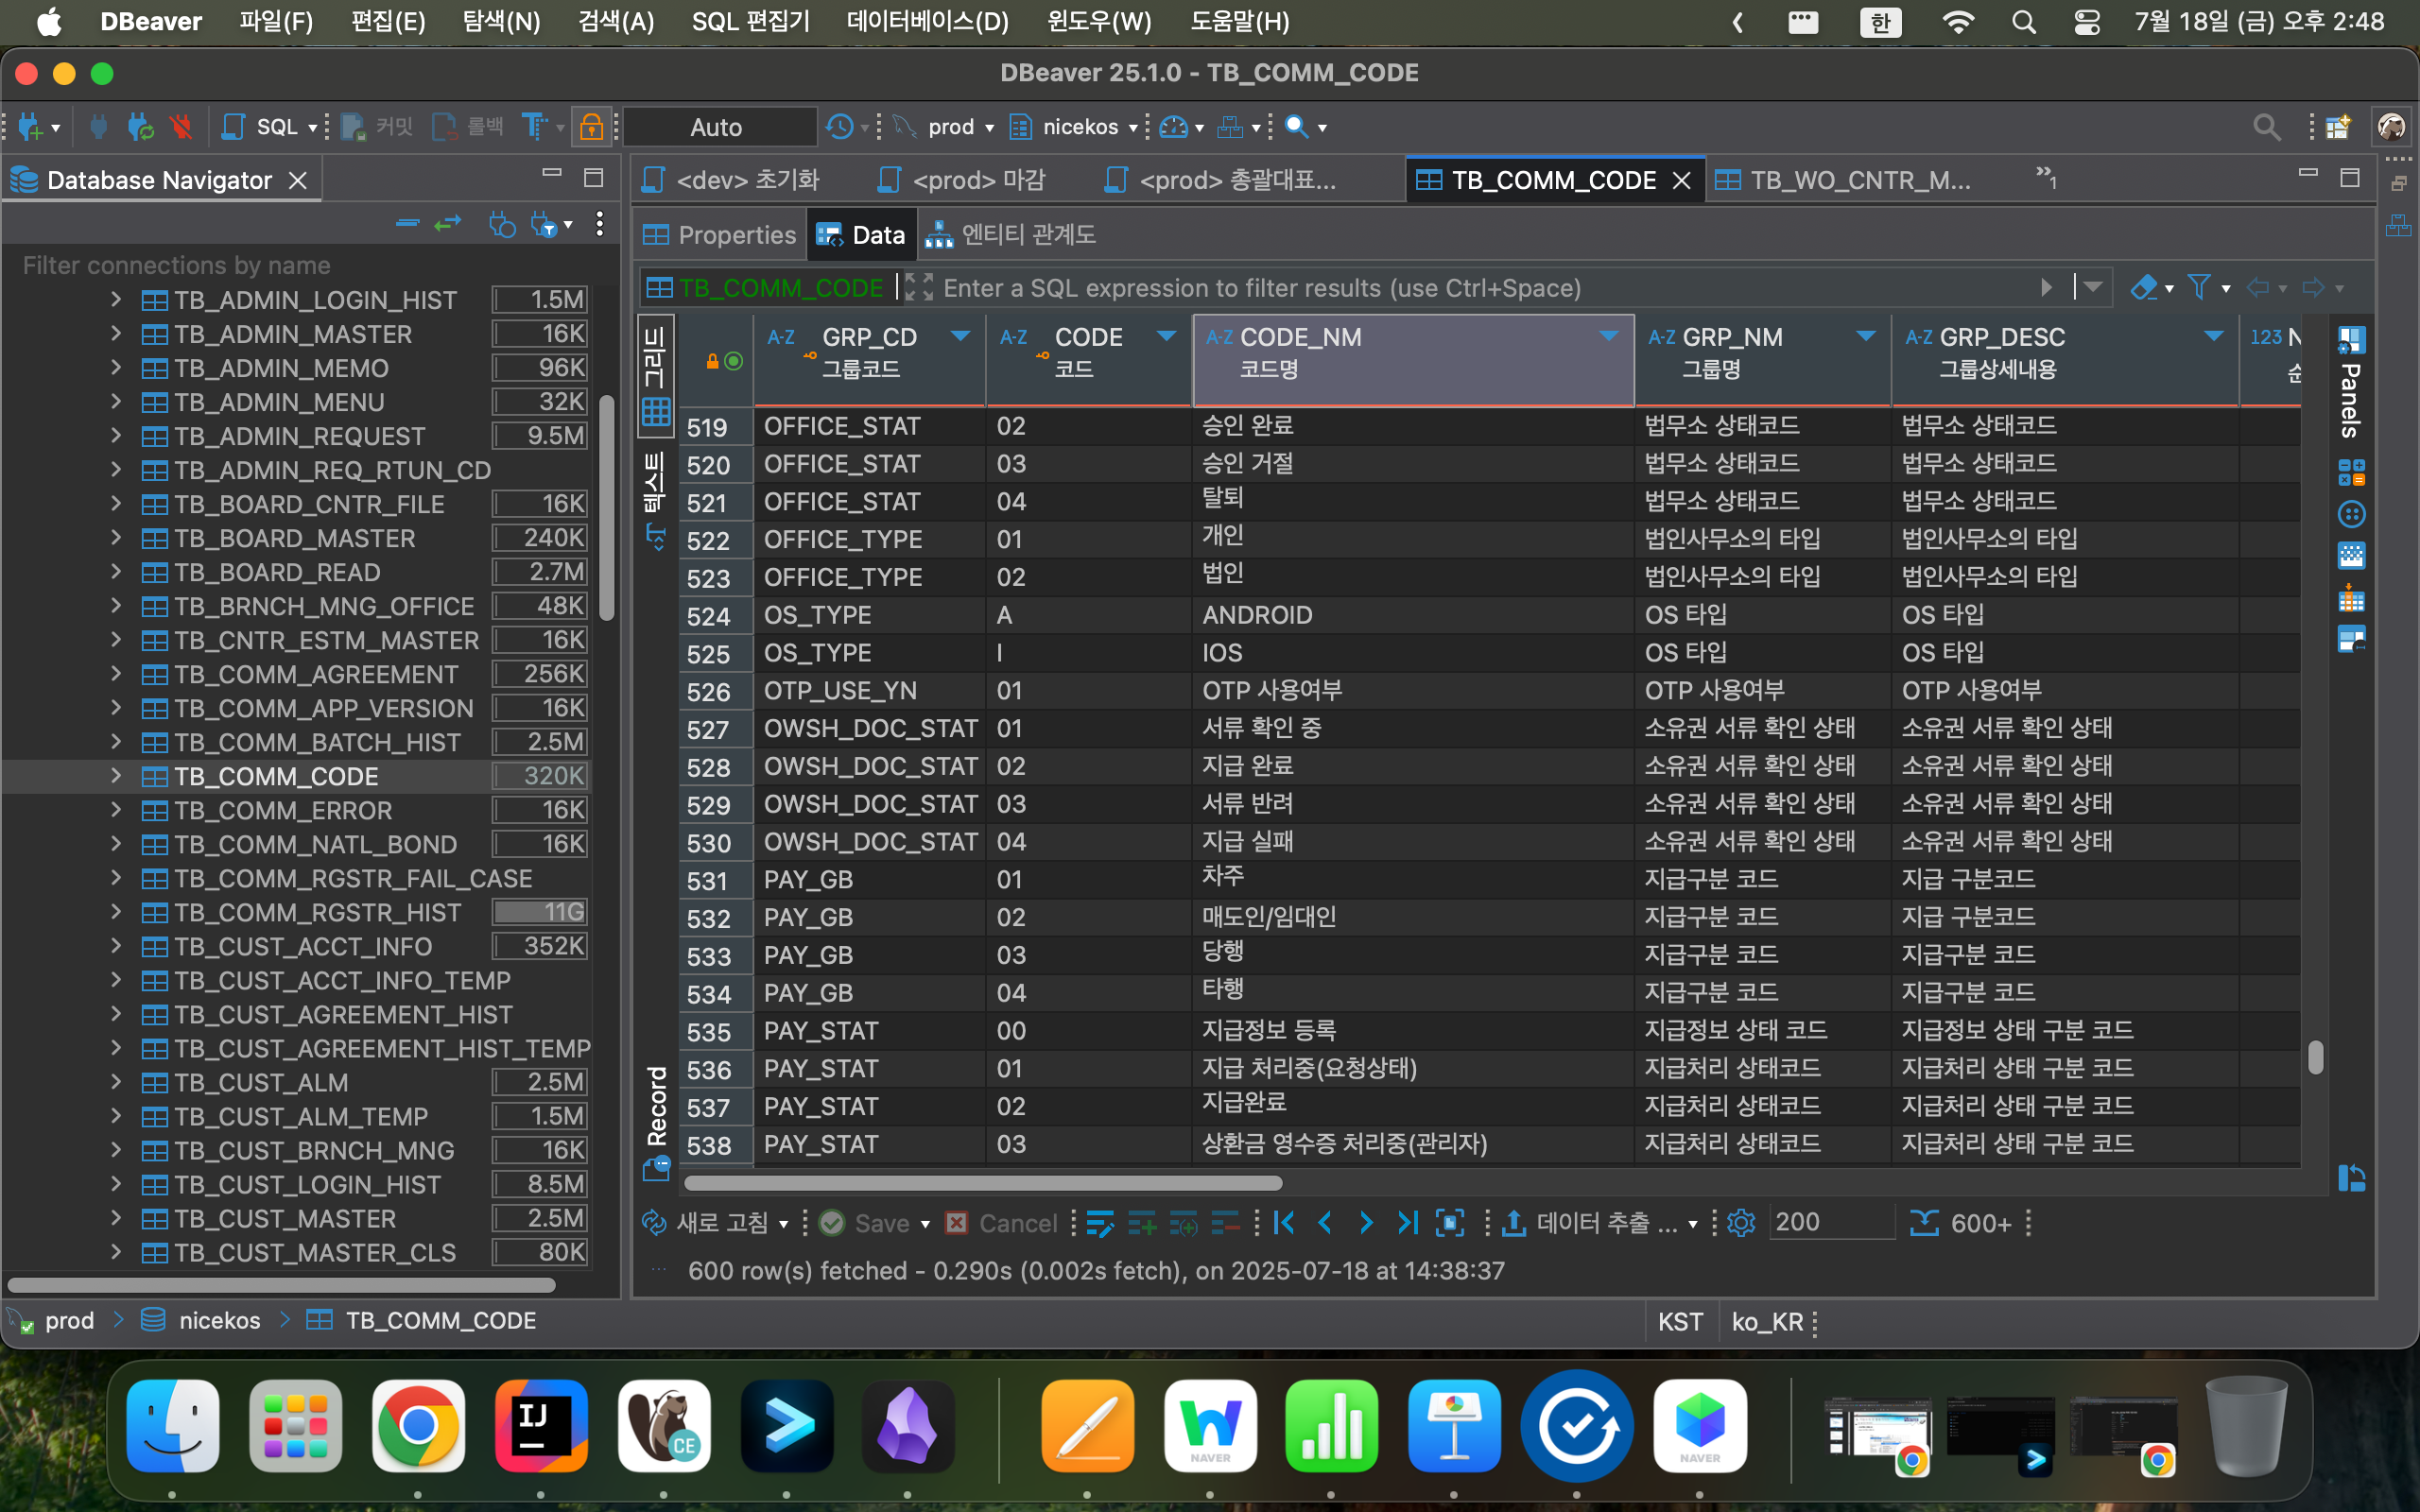 DBeaver 파일(F) 편집(E) 탐색(N) 검색(A) SQL 편집기 데이터베이스(D) 윈도우(W) 도움말(H) 한 7월 18일 (금) 오후 2:48
DBeaver 25.1.0 - TB_COMM_CODE
SQL 커밋 롤백 Auto prod nicekos
Database Navigator
<dev> 초기화 <prod> 마감 <prod> 총괄대표... TB_COMM_CODE TB_WO_CNTR_M... »1
Properties Data 엔티티 관계도
Filter connections by name
TB_COMM_CODE Enter a SQL expression to filter results (use Ctrl+Space)
TB_ADMIN_LOGIN_HIST 1.5M
TB_ADMIN_MASTER 16K
TB_ADMIN_MEMO 96K
TB_ADMIN_MENU 32K
TB_ADMIN_REQUEST 9.5M
TB_ADMIN_REQ_RTUN_CD
TB_BOARD_CNTR_FILE 16K
TB_BOARD_MASTER 240K
TB_BOARD_READ 2.7M
TB_BRNCH_MNG_OFFICE 48K
TB_CNTR_ESTM_MASTER 16K
TB_COMM_AGREEMENT 256K
TB_COMM_APP_VERSION 16K
TB_COMM_BATCH_HIST 2.5M
TB_COMM_CODE 320K
TB_COMM_ERROR 16K
TB_COMM_NATL_BOND 16K
TB_COMM_RGSTR_FAIL_CASE
TB_COMM_RGSTR_HIST 11G
TB_CUST_ACCT_INFO 352K
TB_CUST_ACCT_INFO_TEMP
TB_CUST_AGREEMENT_HIST
TB_CUST_AGREEMENT_HIST_TEMP
TB_CUST_ALM 2.5M
TB_CUST_ALM_TEMP 1.5M
TB_CUST_BRNCH_MNG 16K
TB_CUST_LOGIN_HIST 8.5M
TB_CUST_MASTER 2.5M
TB_CUST_MASTER_CLS 80K
그리드
텍스트
Record
A-Z GRP_CD A-Z CODE A-Z CODE_NM A-Z GRP_NM A-Z GRP_DESC 123 N
그룹코드 코드 코드명 그룹명 그룹상세내용 순
519 OFFICE_STAT 02 승인 완료 법무소 상태코드 법무소 상태코드
520 OFFICE_STAT 03 승인 거절 법무소 상태코드 법무소 상태코드
521 OFFICE_STAT 04 탈퇴 법무소 상태코드 법무소 상태코드
522 OFFICE_TYPE 01 개인 법인사무소의 타입 법인사무소의 타입
523 OFFICE_TYPE 02 법인 법인사무소의 타입 법인사무소의 타입
524 OS_TYPE A ANDROID OS 타입 OS 타입
525 OS_TYPE I IOS OS 타입 OS 타입
526 OTP_USE_YN 01 OTP 사용여부 OTP 사용여부 OTP 사용여부
527 OWSH_DOC_STAT 01 서류 확인 중 소유권 서류 확인 상태 소유권 서류 확인 상태
528 OWSH_DOC_STAT 02 지급 완료 소유권 서류 확인 상태 소유권 서류 확인 상태
529 OWSH_DOC_STAT 03 서류 반려 소유권 서류 확인 상태 소유권 서류 확인 상태
530 OWSH_DOC_STAT 04 지급 실패 소유권 서류 확인 상태 소유권 서류 확인 상태
531 PAY_GB 01 차주 지급구분 코드 지급 구분코드
532 PAY_GB 02 매도인/임대인 지급구분 코드 지급 구분코드
533 PAY_GB 03 당행 지급구분 코드 지급구분 코드
534 PAY_GB 04 타행 지급구분 코드 지급구분 코드
535 PAY_STAT 00 지급정보 등록 지급정보 상태 코드 지급정보 상태 구분 코드
536 PAY_STAT 01 지급 처리중(요청상태) 지급처리 상태코드 지급처리 상태 구분 코드
537 PAY_STAT 02 지급완료 지급처리 상태코드 지급처리 상태 구분 코드
538 PAY_STAT 03 상환금 영수증 처리중(관리자) 지급처리 상태코드 지급처리 상태 구분 코드
Panels
새로 고침 Save Cancel 데이터 추출 ... 200 600+
600 row(s) fetched - 0.290s (0.002s fetch), on 2025-07-18 at 14:38:37
prod nicekos TB_COMM_CODE KST ko_KR
IJ CE NAVER NAVER